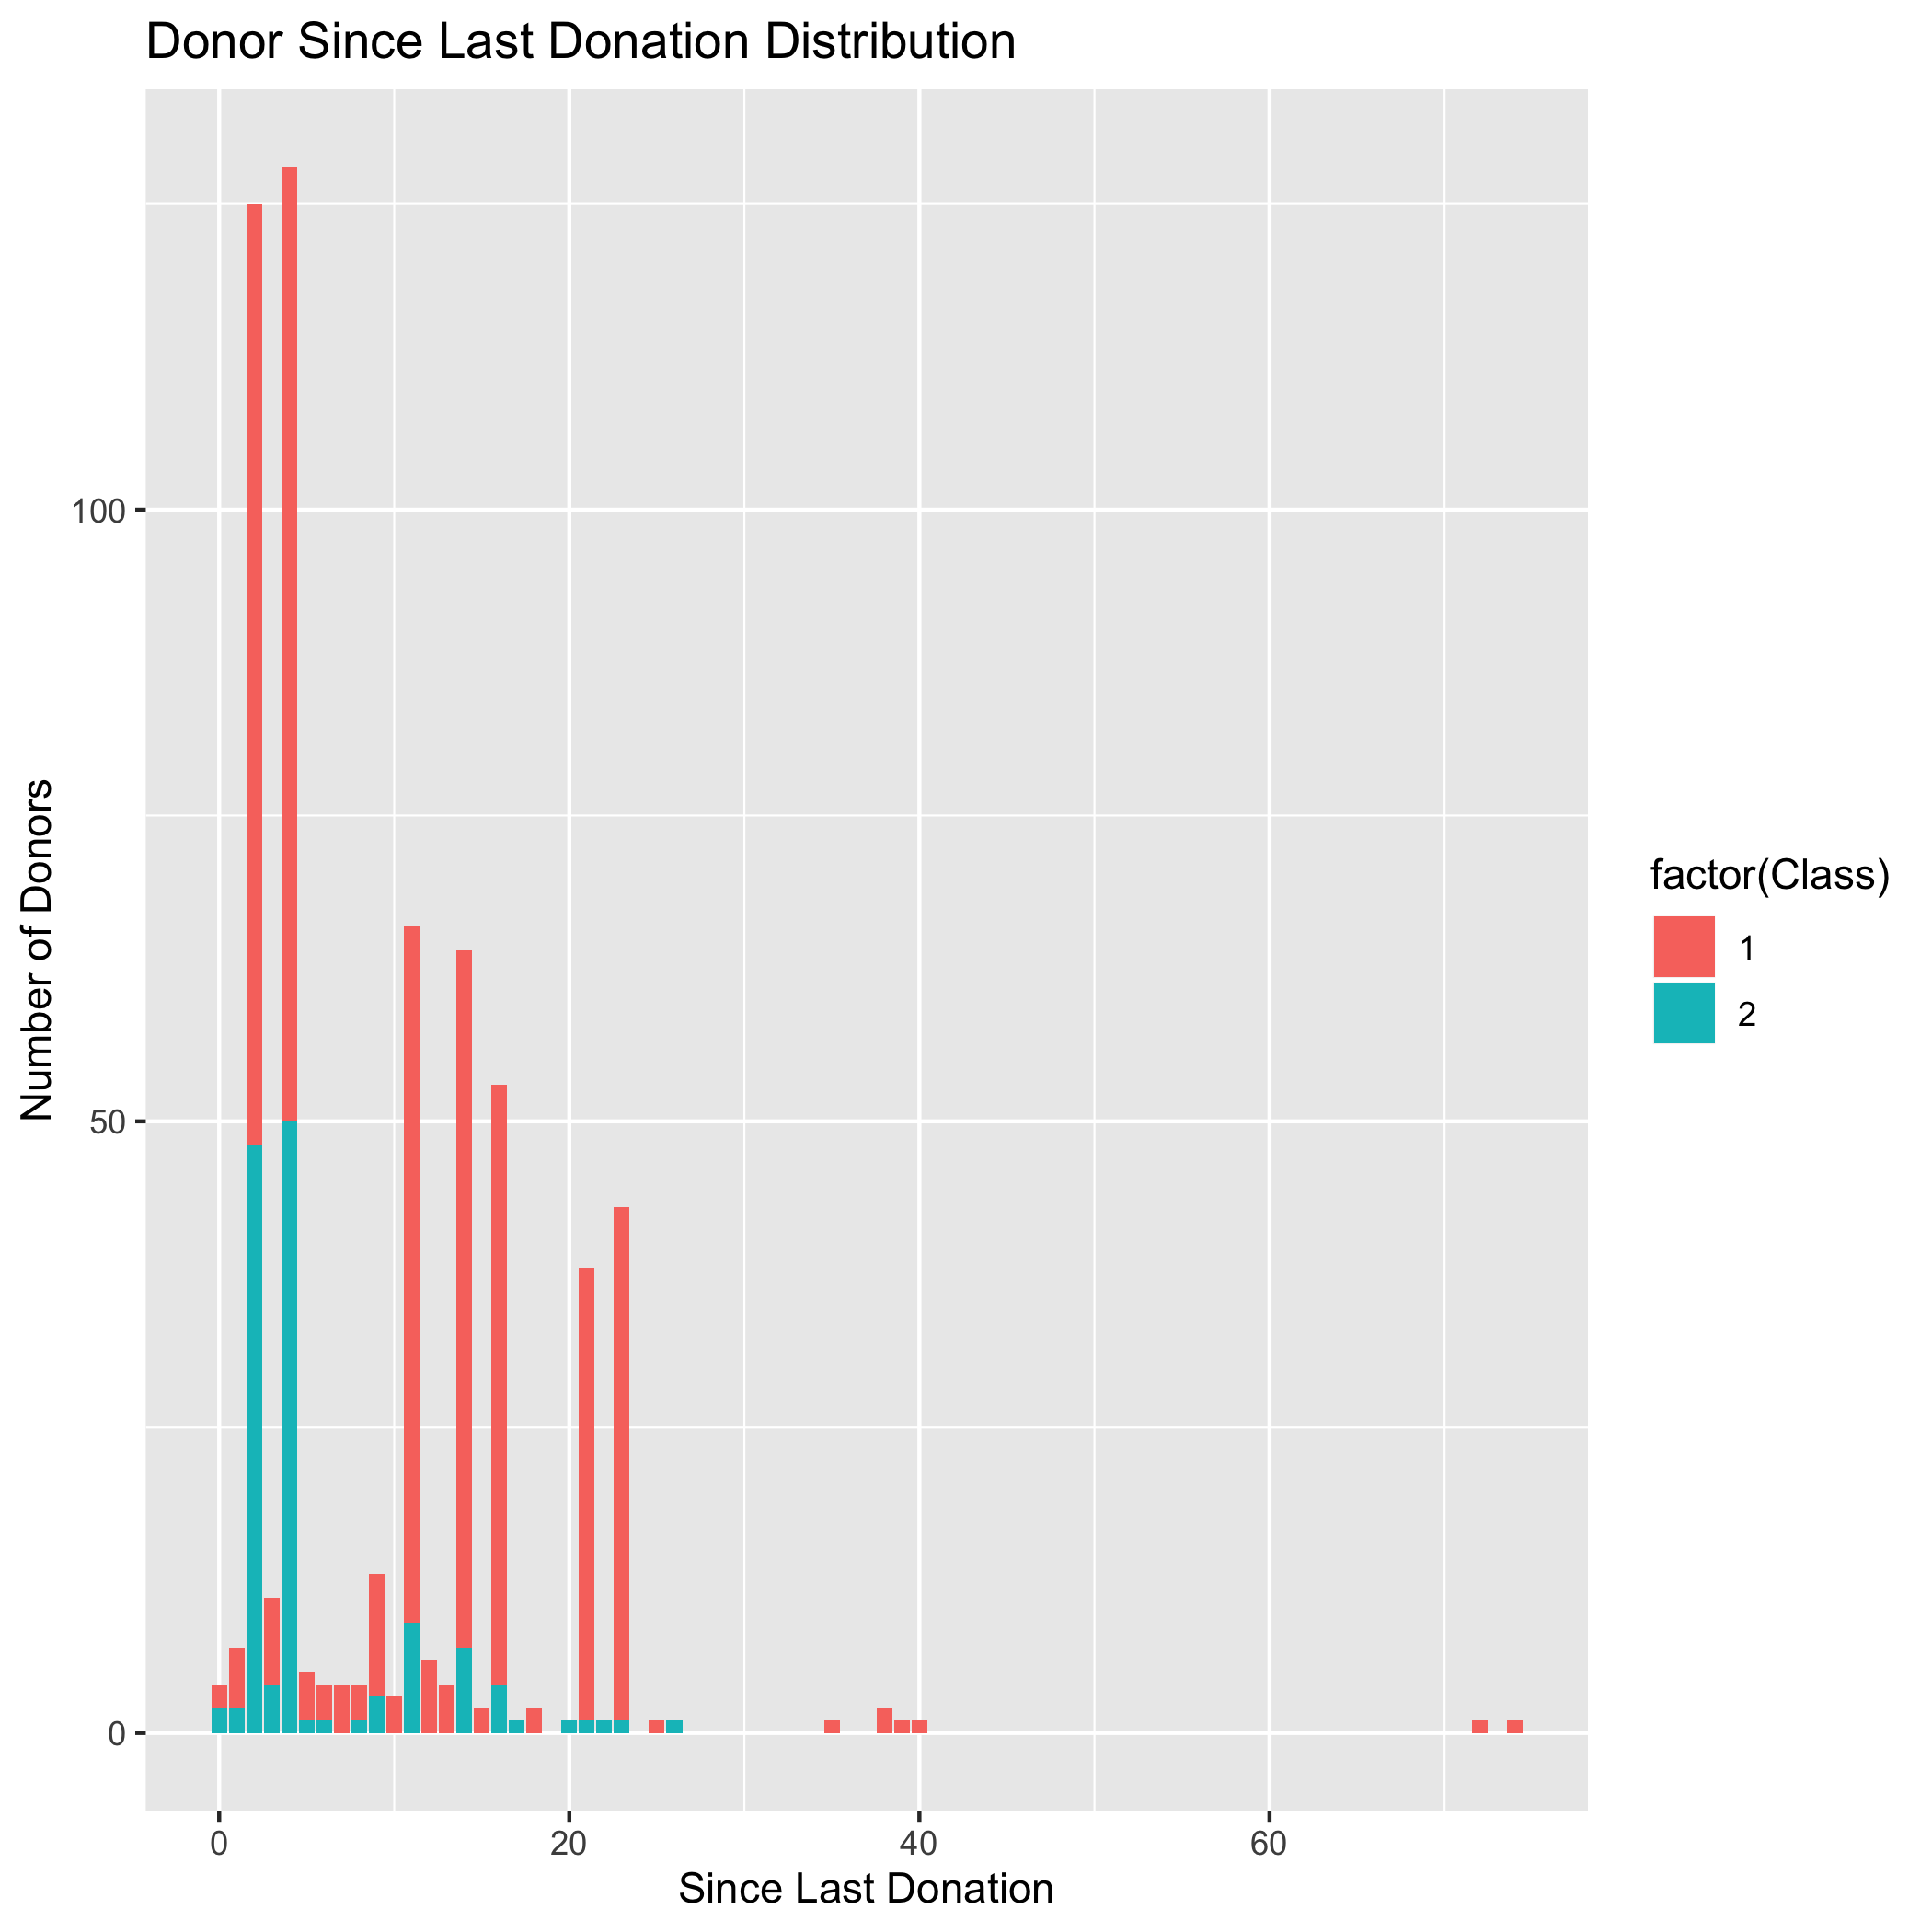 Donor Since Last Donation Distribution
Number of Donors
100
50
0
0 20 40 60
Since Last Donation
factor(Class)
1
2